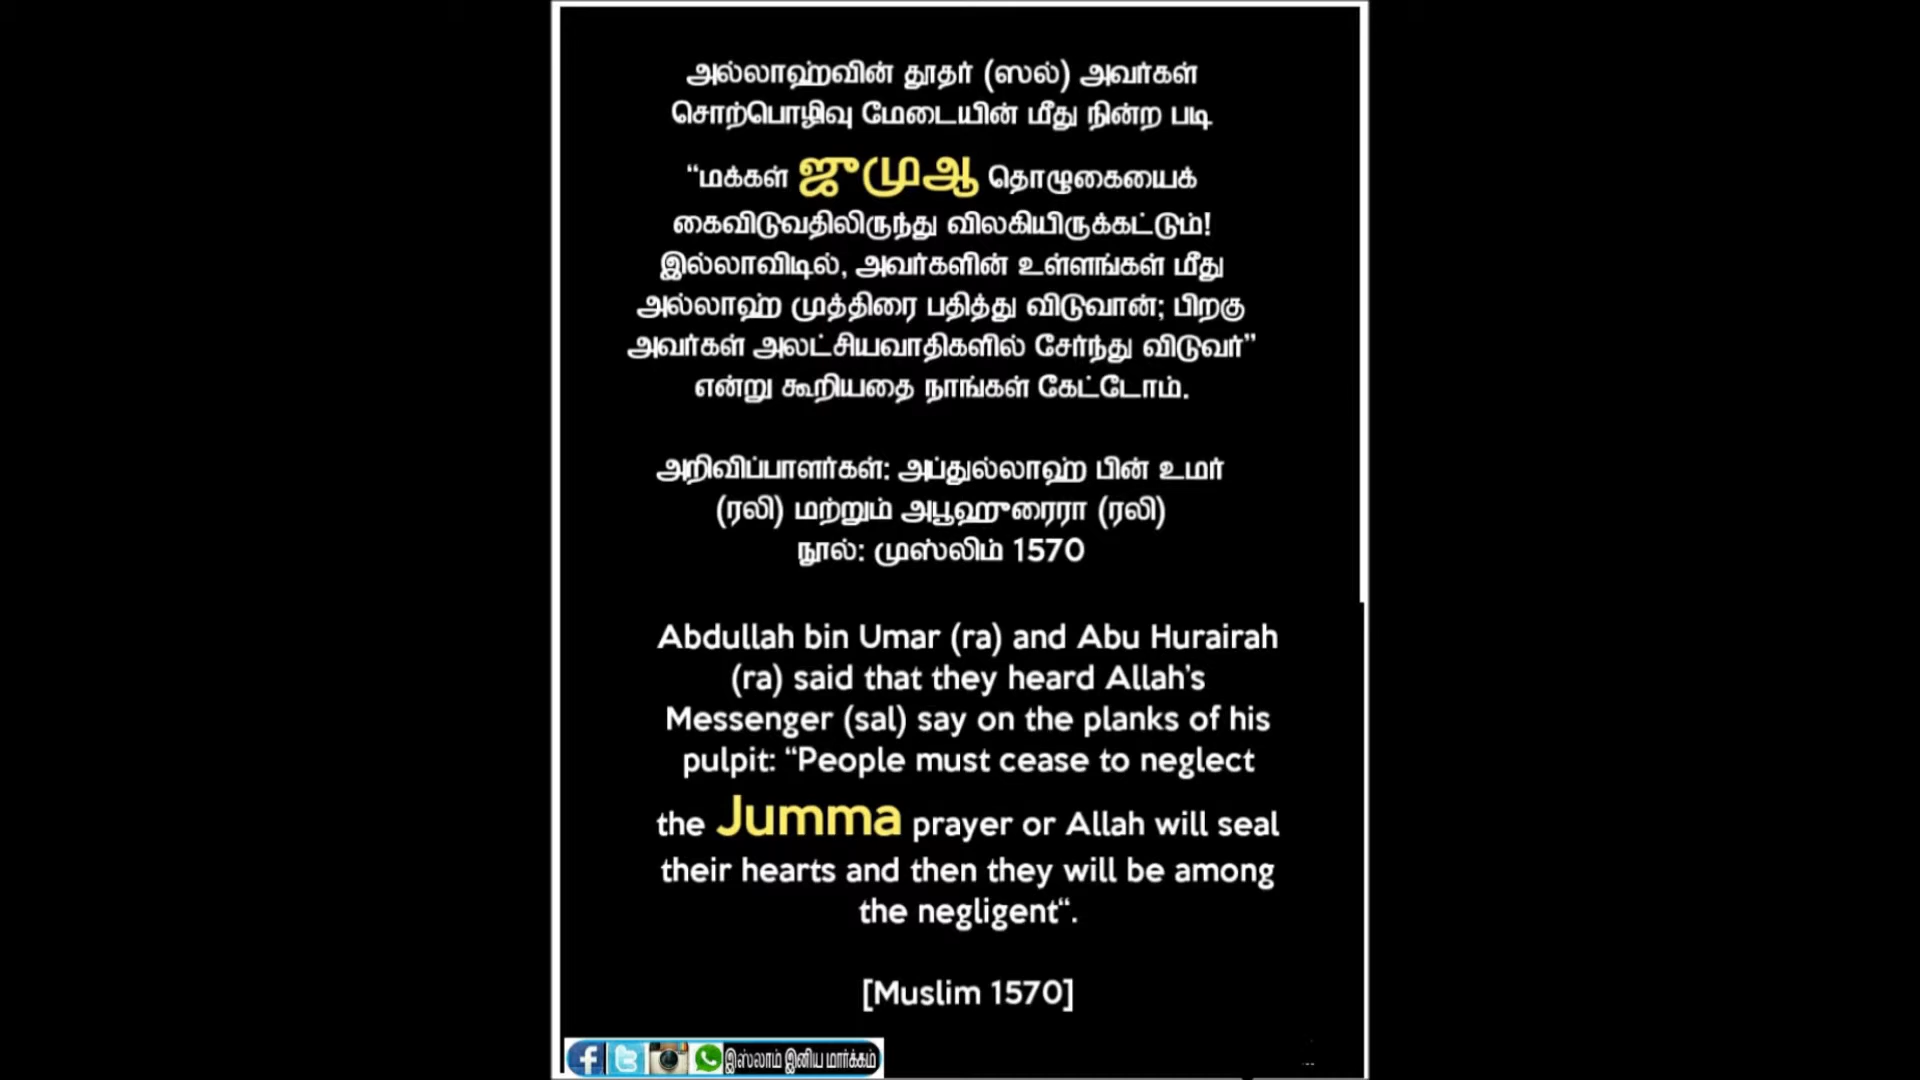 அல்லாஹ்வின் தூதர் (ஸல்) அவர்கள்
சொற்பொழிவு மேடையின் மீது நின்ற படி
“மக்கள் ஜுமுஆ தொழுகையைக்
கைவிடுவதிலிருந்து விலகியிருக்கட்டும்!
இல்லாவிடில், அவர்களின் உள்ளங்கள் மீது
அல்லாஹ் முத்திரை பதித்து விடுவான்; பிறகு
அவர்கள் அலட்சியவாதிகளில் சேர்ந்து விடுவர்”
என்று கூறியதை நாங்கள் கேட்டோம்.
அறிவிப்பாளர்கள்: அப்துல்லாஹ் பின் உமர்
(ரலி) மற்றும் அபூஹுரைரா (ரலி)
நூல்: முஸ்லிம் 1570
Abdullah bin Umar (ra) and Abu Hurairah
(ra) said that they heard Allah's
Messenger (sal) say on the planks of his
pulpit: “People must cease to neglect
the Jumma prayer or Allah will seal
their hearts and then they will be among
the negligent“.
[Muslim 1570]
இஸ்லாம் இனிய மார்க்கம்